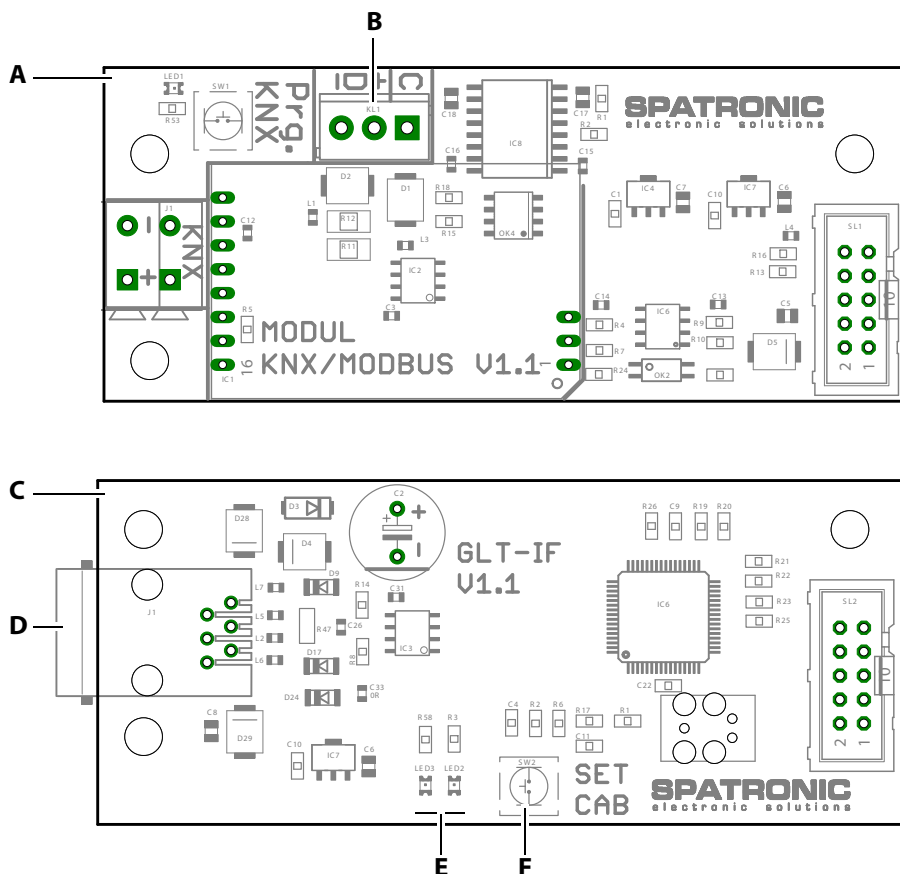 B
A
LED1
SW1
R53
Prg.
KNX
D
+
C
KL1
C18
IC8
C17
R1
R2
SPATRONIC
electronic solutions
C16
C15
D2
D1
R18
R15
L1
R12
R11
L3
IC2
C3
OK4
C1
IC4
C7
C10
IC7
C6
SL1
L4
R16
R13
J1
-
+
KNX
C12
R5
IC1
16
MODUL
KNX/MODBUS V1.1
1
C14
R4
R7
R24
IC6
OK2
C13
R9
R10
C5
D5
10
2
1
C
D28
D3
D4
C2
+
+
-
GLT-IF
V1.1
R26
C9
R19
R20
D
J1
L7
L5
L2
L6
D9
R14
C31
R47
C26
IC3
R8
D17
D24
C33
0R
IC6
R21
R22
R23
R25
SL2
10
2
1
C22
C8
D29
C10
IC7
C6
R58
R3
LED3
LED2
C4
R2
R6
R17
R1
C11
SW2
SET
CAB
SPATRONIC
electronic solutions
E
F